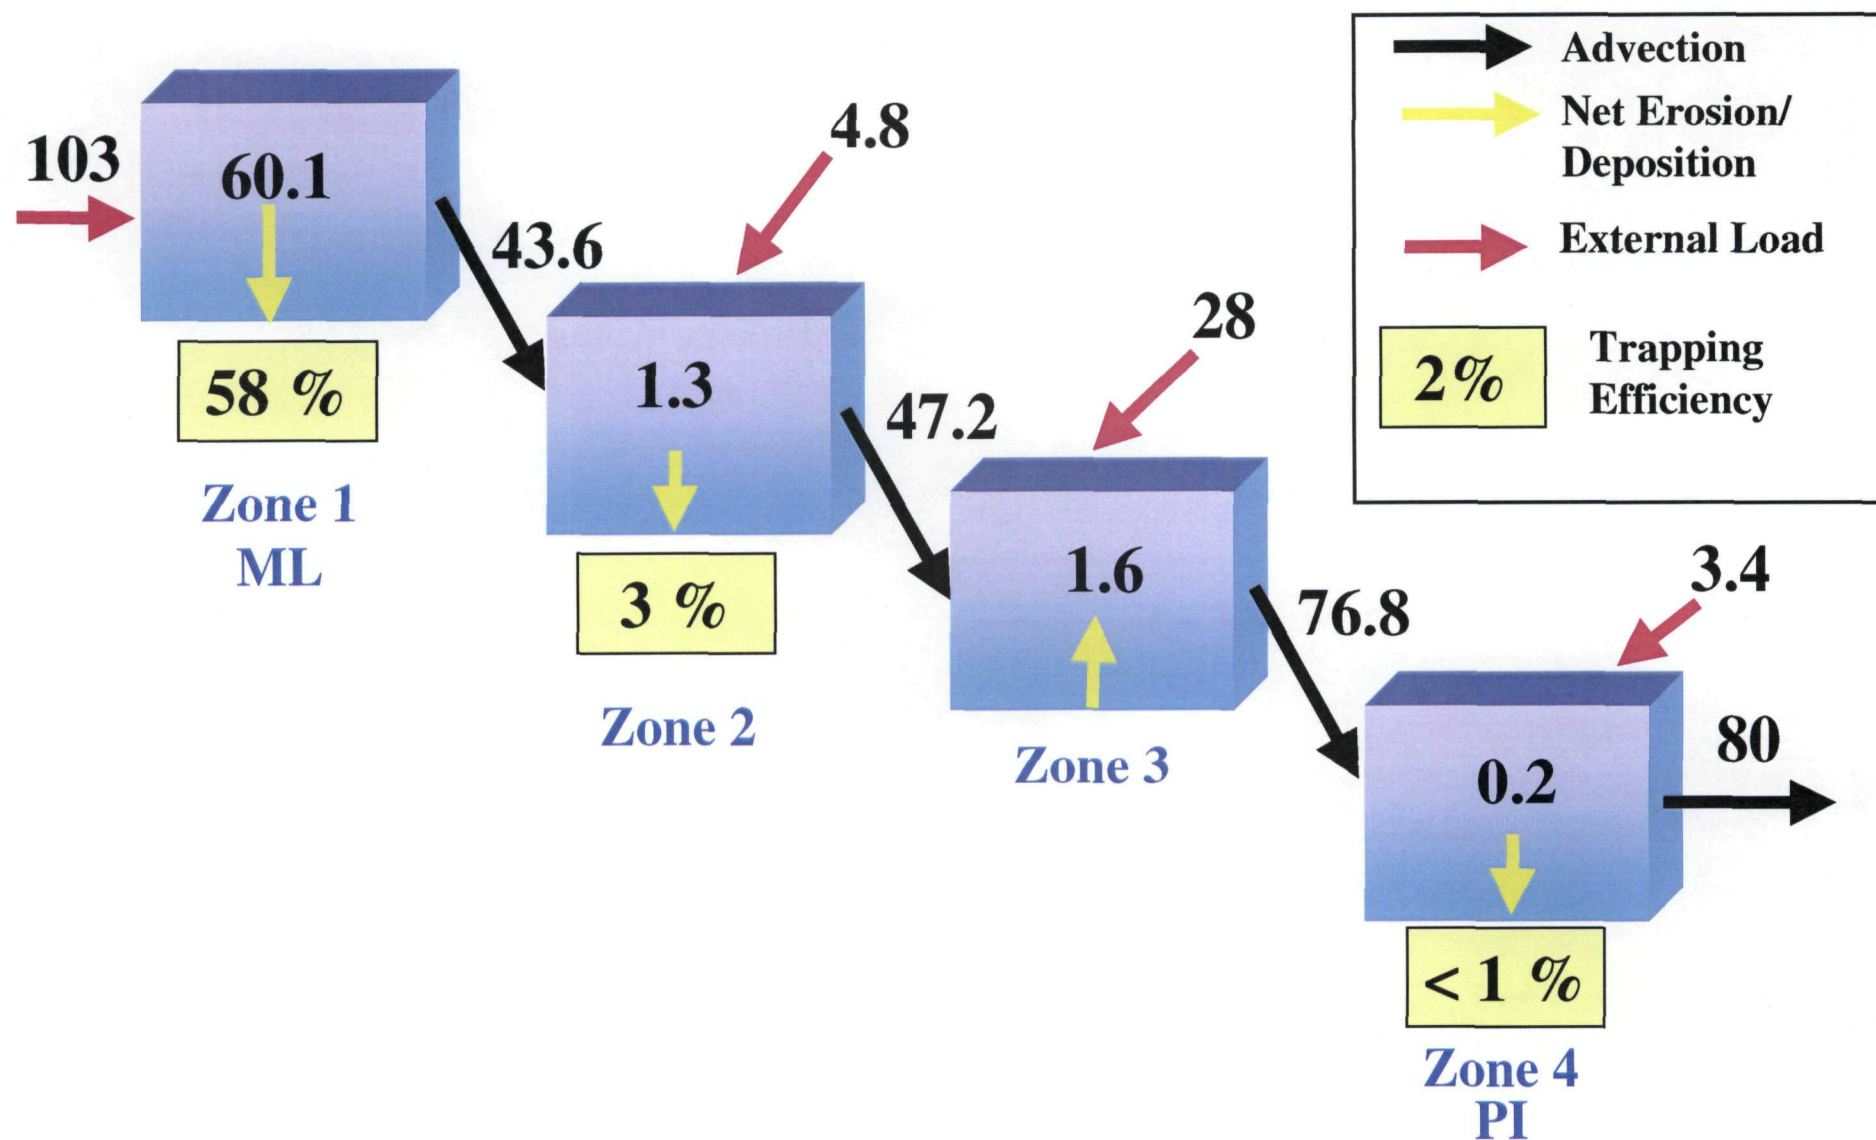 103
60.1
58 %
Zone 1
ML
43.6
4.8
1.3
3 %
Zone 2
47.2
28
1.6
Zone 3
76.8
3.4
0.2
80
< 1 %
Zone 4
PI
Advection
Net Erosion/
Deposition
External Load
2%
Trapping
Efficiency